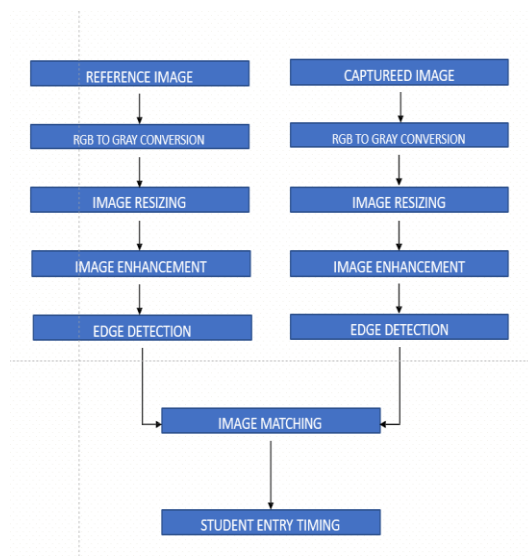 REFERENCE IMAGE
CAPTUREED IMAGE
RGB TO GRAY CONVERSION
RGB TO GRAY CONVERSION
IMAGE RESIZING
IMAGE RESIZING
IMAGE ENHANCEMENT
IMAGE ENHANCEMENT
EDGE DETECTION
EDGE DETECTION
IMAGE MATCHING
STUDENT ENTRY TIMING